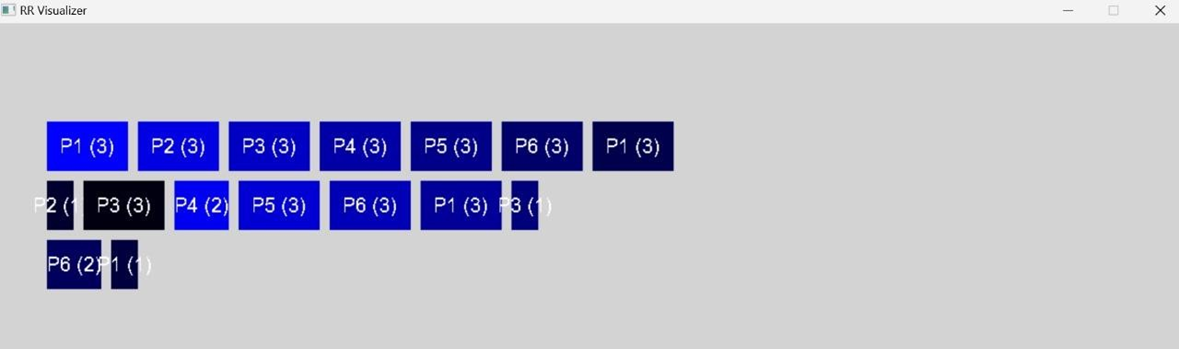 RR Visualizer
P1 (3) P2 (3) P3 (3) P4 (3) P5 (3) P6 (3) P1 (3)
P2 (1 P3 (3) P4 (2) P5 (3) P6 (3) P1 (3) P3 (1)
P6 (2) P1 (1)